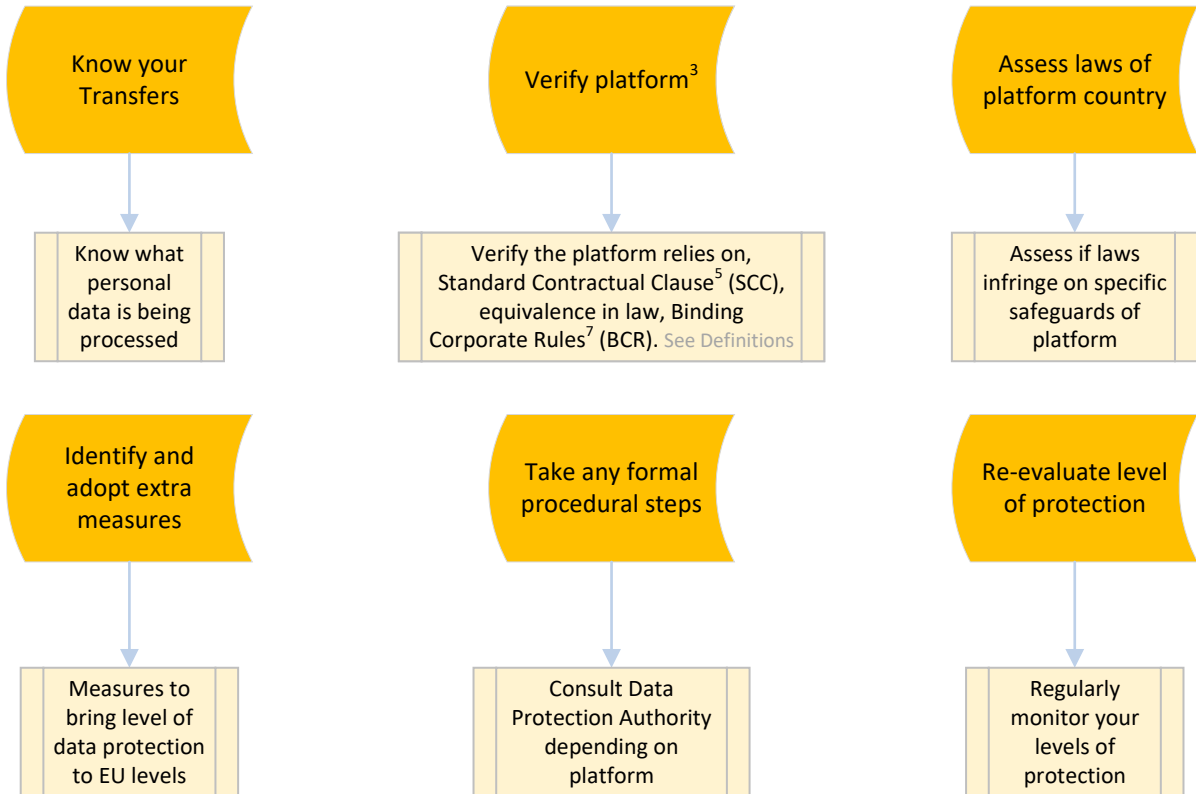 Know your
Transfers
Verify platform³
Assess laws of
platform country
Know what
personal
data is being
processed
Verify the platform relies on,
Standard Contractual Clause⁵ (SCC),
equivalence in law, Binding
Corporate Rules⁷ (BCR). See Definitions
Assess if laws
infringe on specific
safeguards of
platform
Identify and
adopt extra
measures
Take any formal
procedural steps
Re-evaluate level
of protection
Measures to
bring level of
data protection
to EU levels
Consult Data
Protection Authority
depending on
platform
Regularly
monitor your
levels of
protection